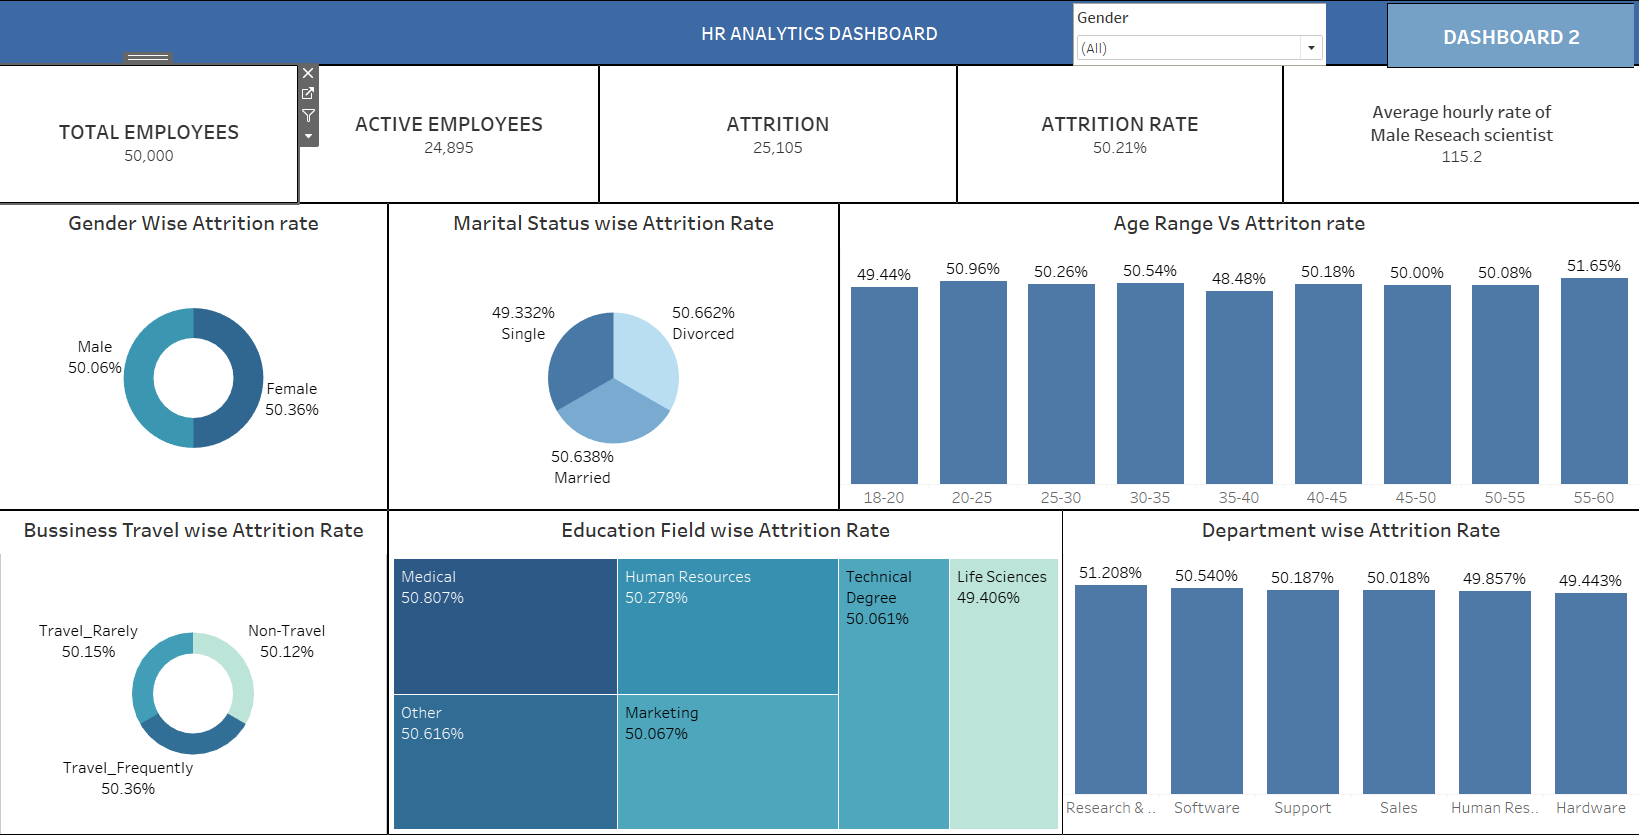 HR ANALYTICS DASHBOARD
Gender
(All)
DASHBOARD 2
TOTAL EMPLOYEES
50,000
ACTIVE EMPLOYEES
24,895
ATTRITION
25,105
ATTRITION RATE
50.21%
Average hourly rate of
Male Reseach scientist
115.2
Gender Wise Attrition rate
Male
50.06%
Female
50.36%
Marital Status wise Attrition Rate
49.332%
Single
50.662%
Divorced
50.638%
Married
Age Range Vs Attriton rate
49.44%
50.96%
50.26%
50.54%
48.48%
50.18%
50.00%
50.08%
51.65%
18-20
20-25
25-30
30-35
35-40
40-45
45-50
50-55
55-60
Bussiness Travel wise Attrition Rate
Travel_Rarely
50.15%
Non-Travel
50.12%
Travel_Frequently
50.36%
Education Field wise Attrition Rate
Medical
50.807%
Human Resources
50.278%
Technical
Degree
50.061%
Life Sciences
49.406%
Other
50.616%
Marketing
50.067%
Department wise Attrition Rate
51.208%
50.540%
50.187%
50.018%
49.857%
49.443%
Research & ..
Software
Support
Sales
Human Res..
Hardware